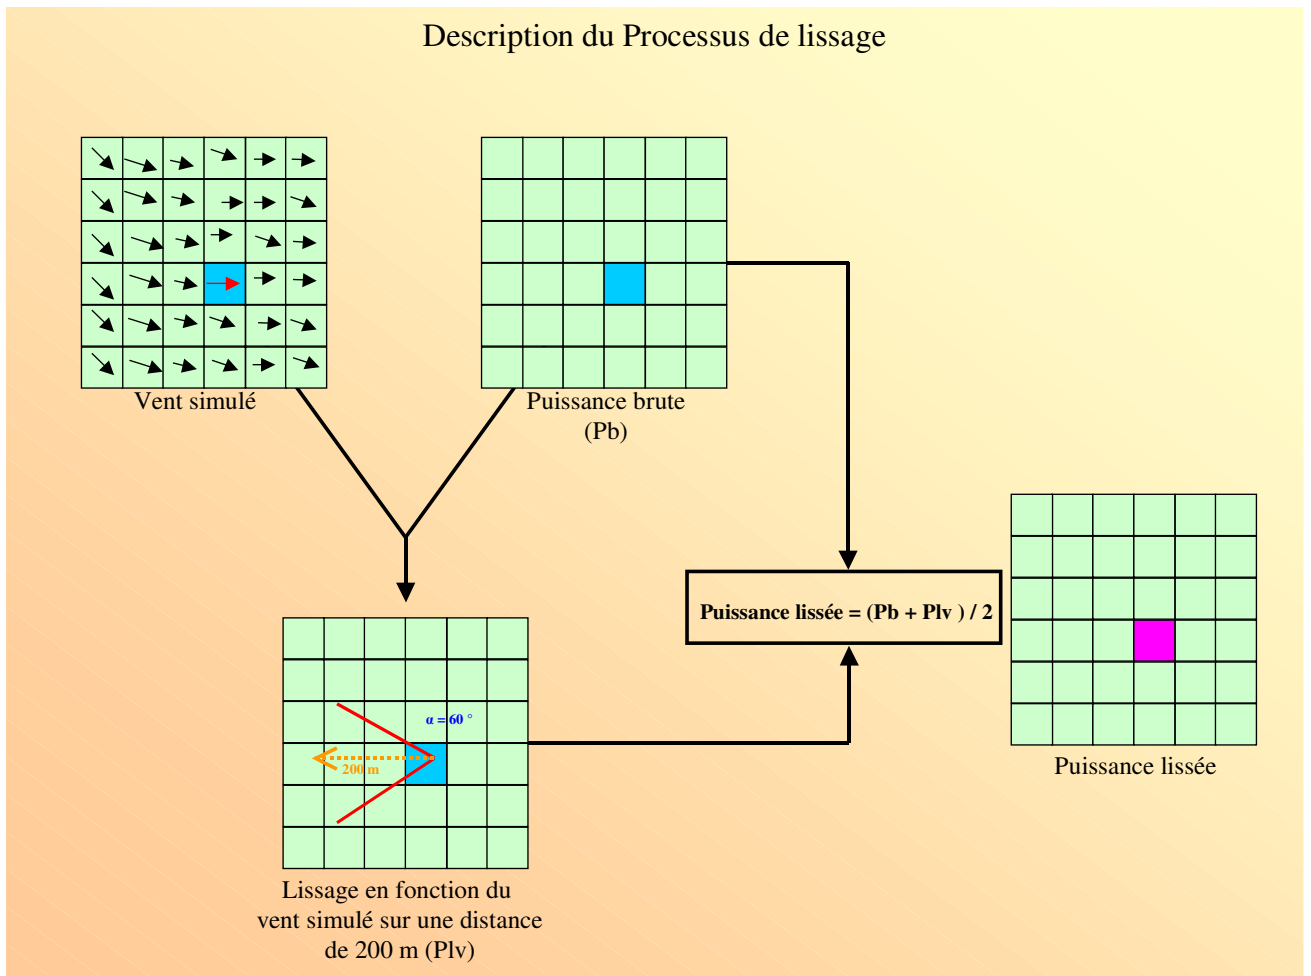 Description du Processus de lissage
Vent simulé
Puissance brute
(Pb)
Puissance lissée = (Pb + Plv ) / 2
α = 60 °
200 m
Puissance lissée
Lissage en fonction du
vent simulé sur une distance
de 200 m (Plv)